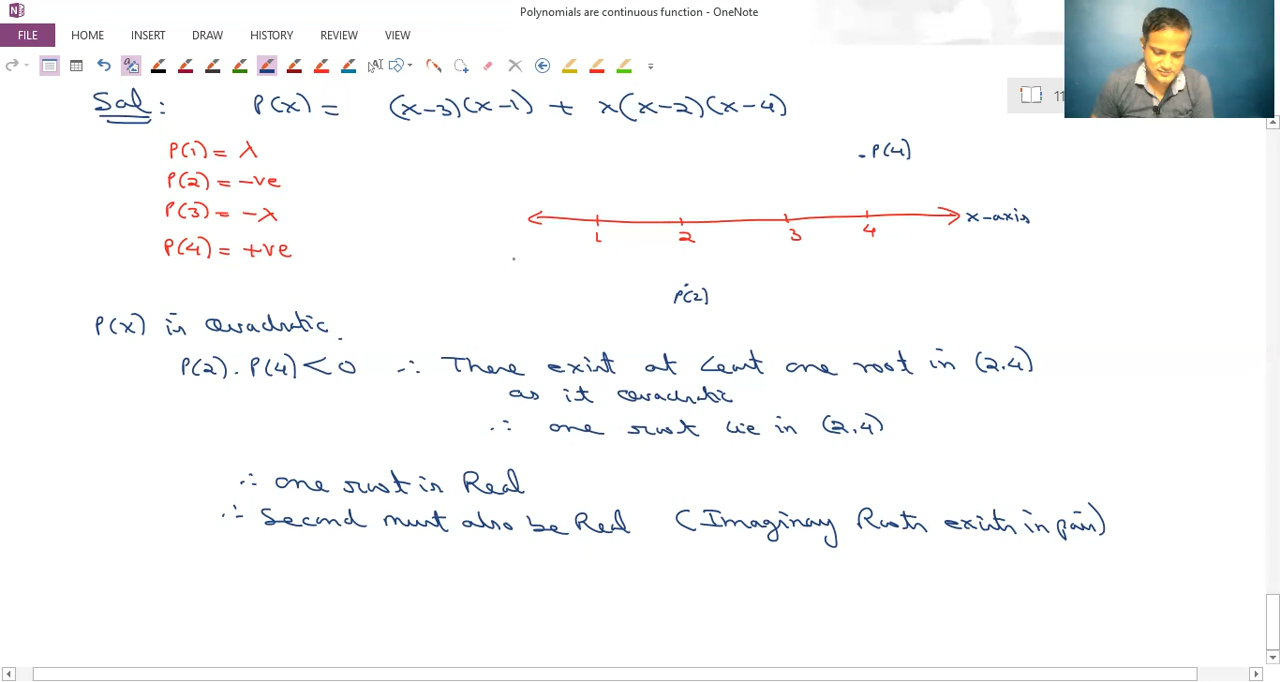 Polynomials are continuous function - OneNote
FILE HOME INSERT DRAW HISTORY REVIEW VIEW
Sol: P(x) = (x-3)(x-1) + x(x-2)(x-4)
11
P(1) = λ
P(2) = -ve
P(3) = -λ
P(4) = +ve
. P(4)
x-axis
1 2 3 4
P(2)
P(x) is Quadratic.
P(2). P(4) < 0 ∴ There exist at Least one root in (2,4)
as it Quadratic
∴ one root lie in (2,4)
∴ one root is Real
∴ Second must also be Real (Imaginay Roots exists in pair)